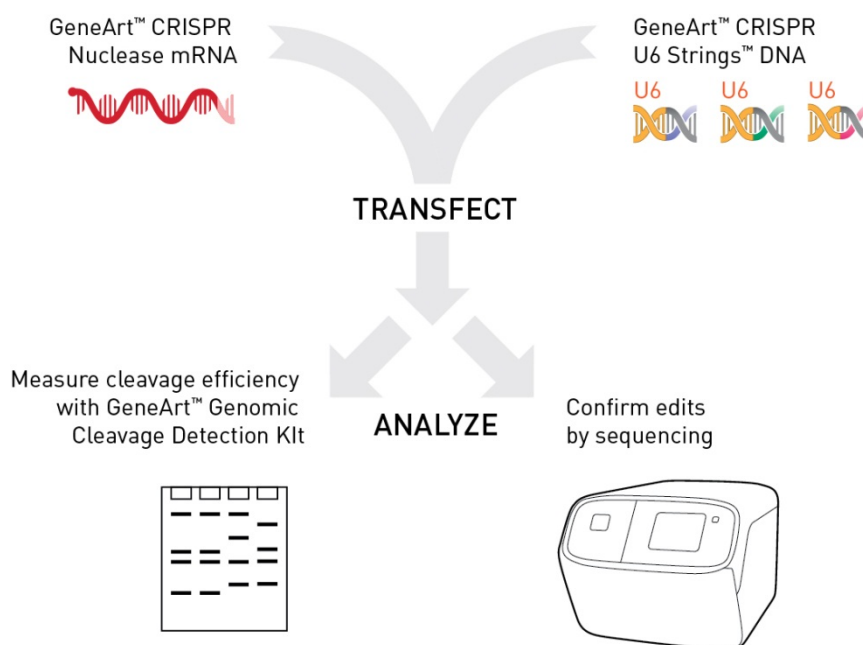 GeneArt™ CRISPR
Nuclease mRNA
GeneArt™ CRISPR
U6 Strings™ DNA
U6
U6
U6
TRANSFECT
Measure cleavage efficiency
with GeneArt™ Genomic
Cleavage Detection KIt
ANALYZE
Confirm edits
by sequencing